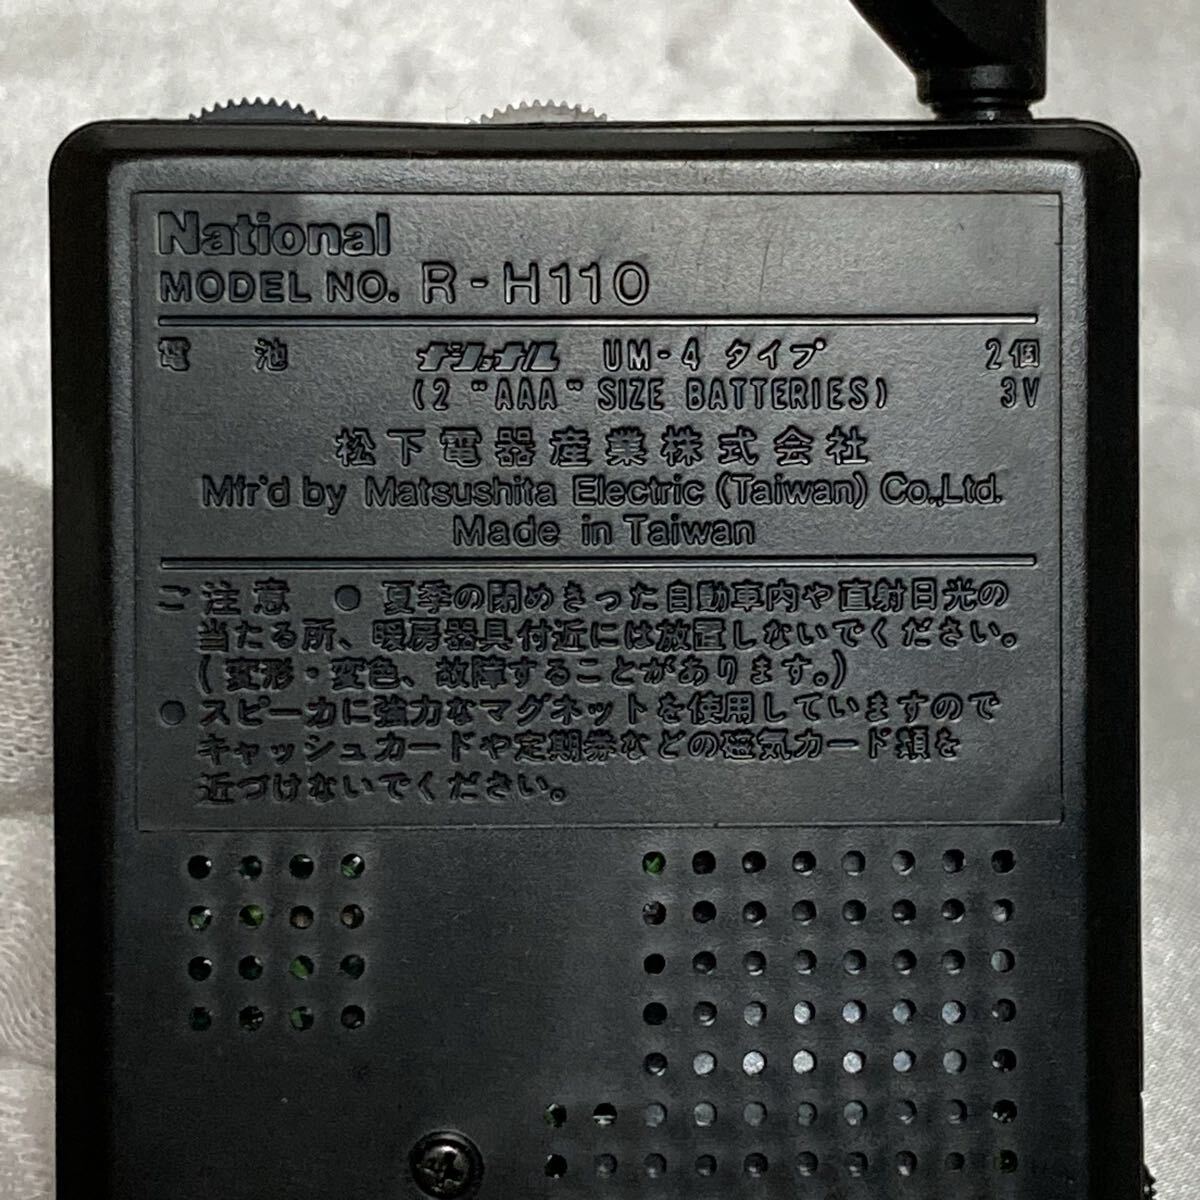 National
MODEL NO. R-H110
電 池 ナショナル UM-4 タイプ 2個
(2 "AAA" SIZE BATTERIES) 3V
松下電器産業株式会社
Mfr'd by Matsushita Electric (Taiwan) Co.,Ltd.
Made in Taiwan
ご注意 ● 夏季の閉めきった自動車内や直射日光の
当たる所、暖房器具付近には放置しないでください。
(変形・変色、故障することがあります。)
● スピーカに強力なマグネットを使用していますので
キャッシュカードや定期券などの磁気カード類を
近づけないでください。